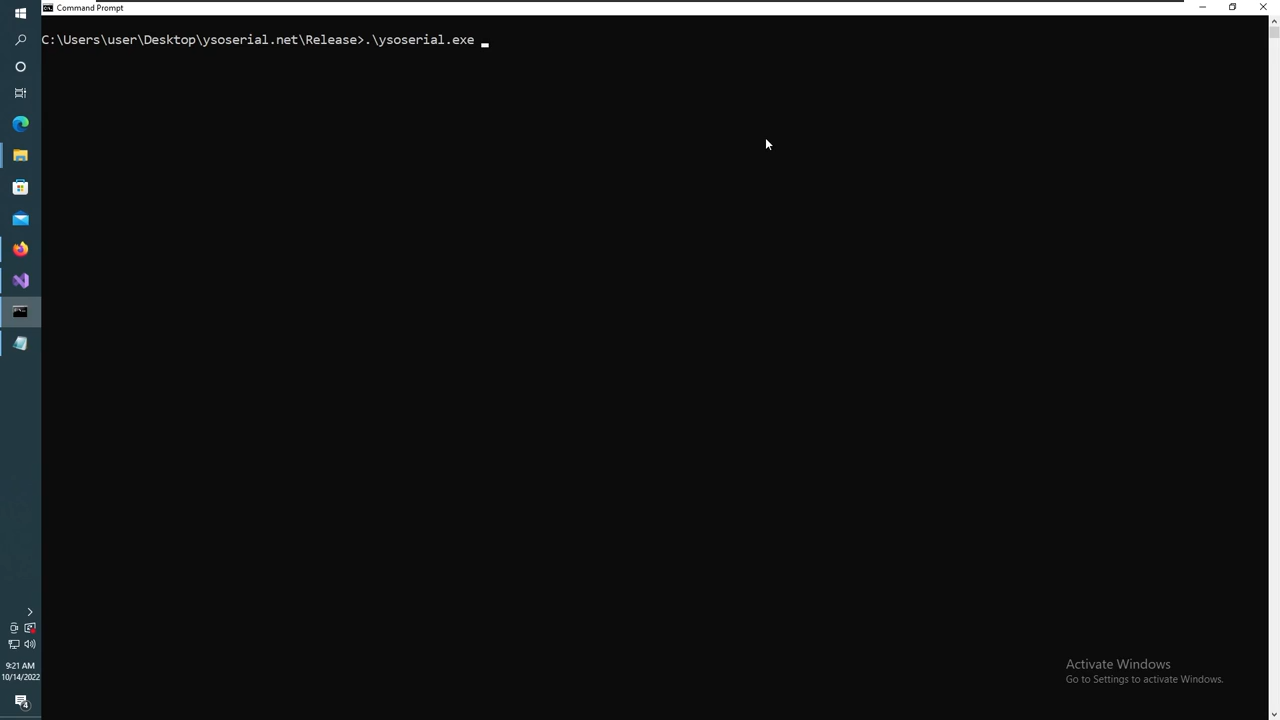 Command Prompt
C:\Users\user\Desktop\ysoserial.net\Release>.\ysoserial.exe
Activate Windows
Go to Settings to activate Windows.
9:21 AM
10/14/2022
4